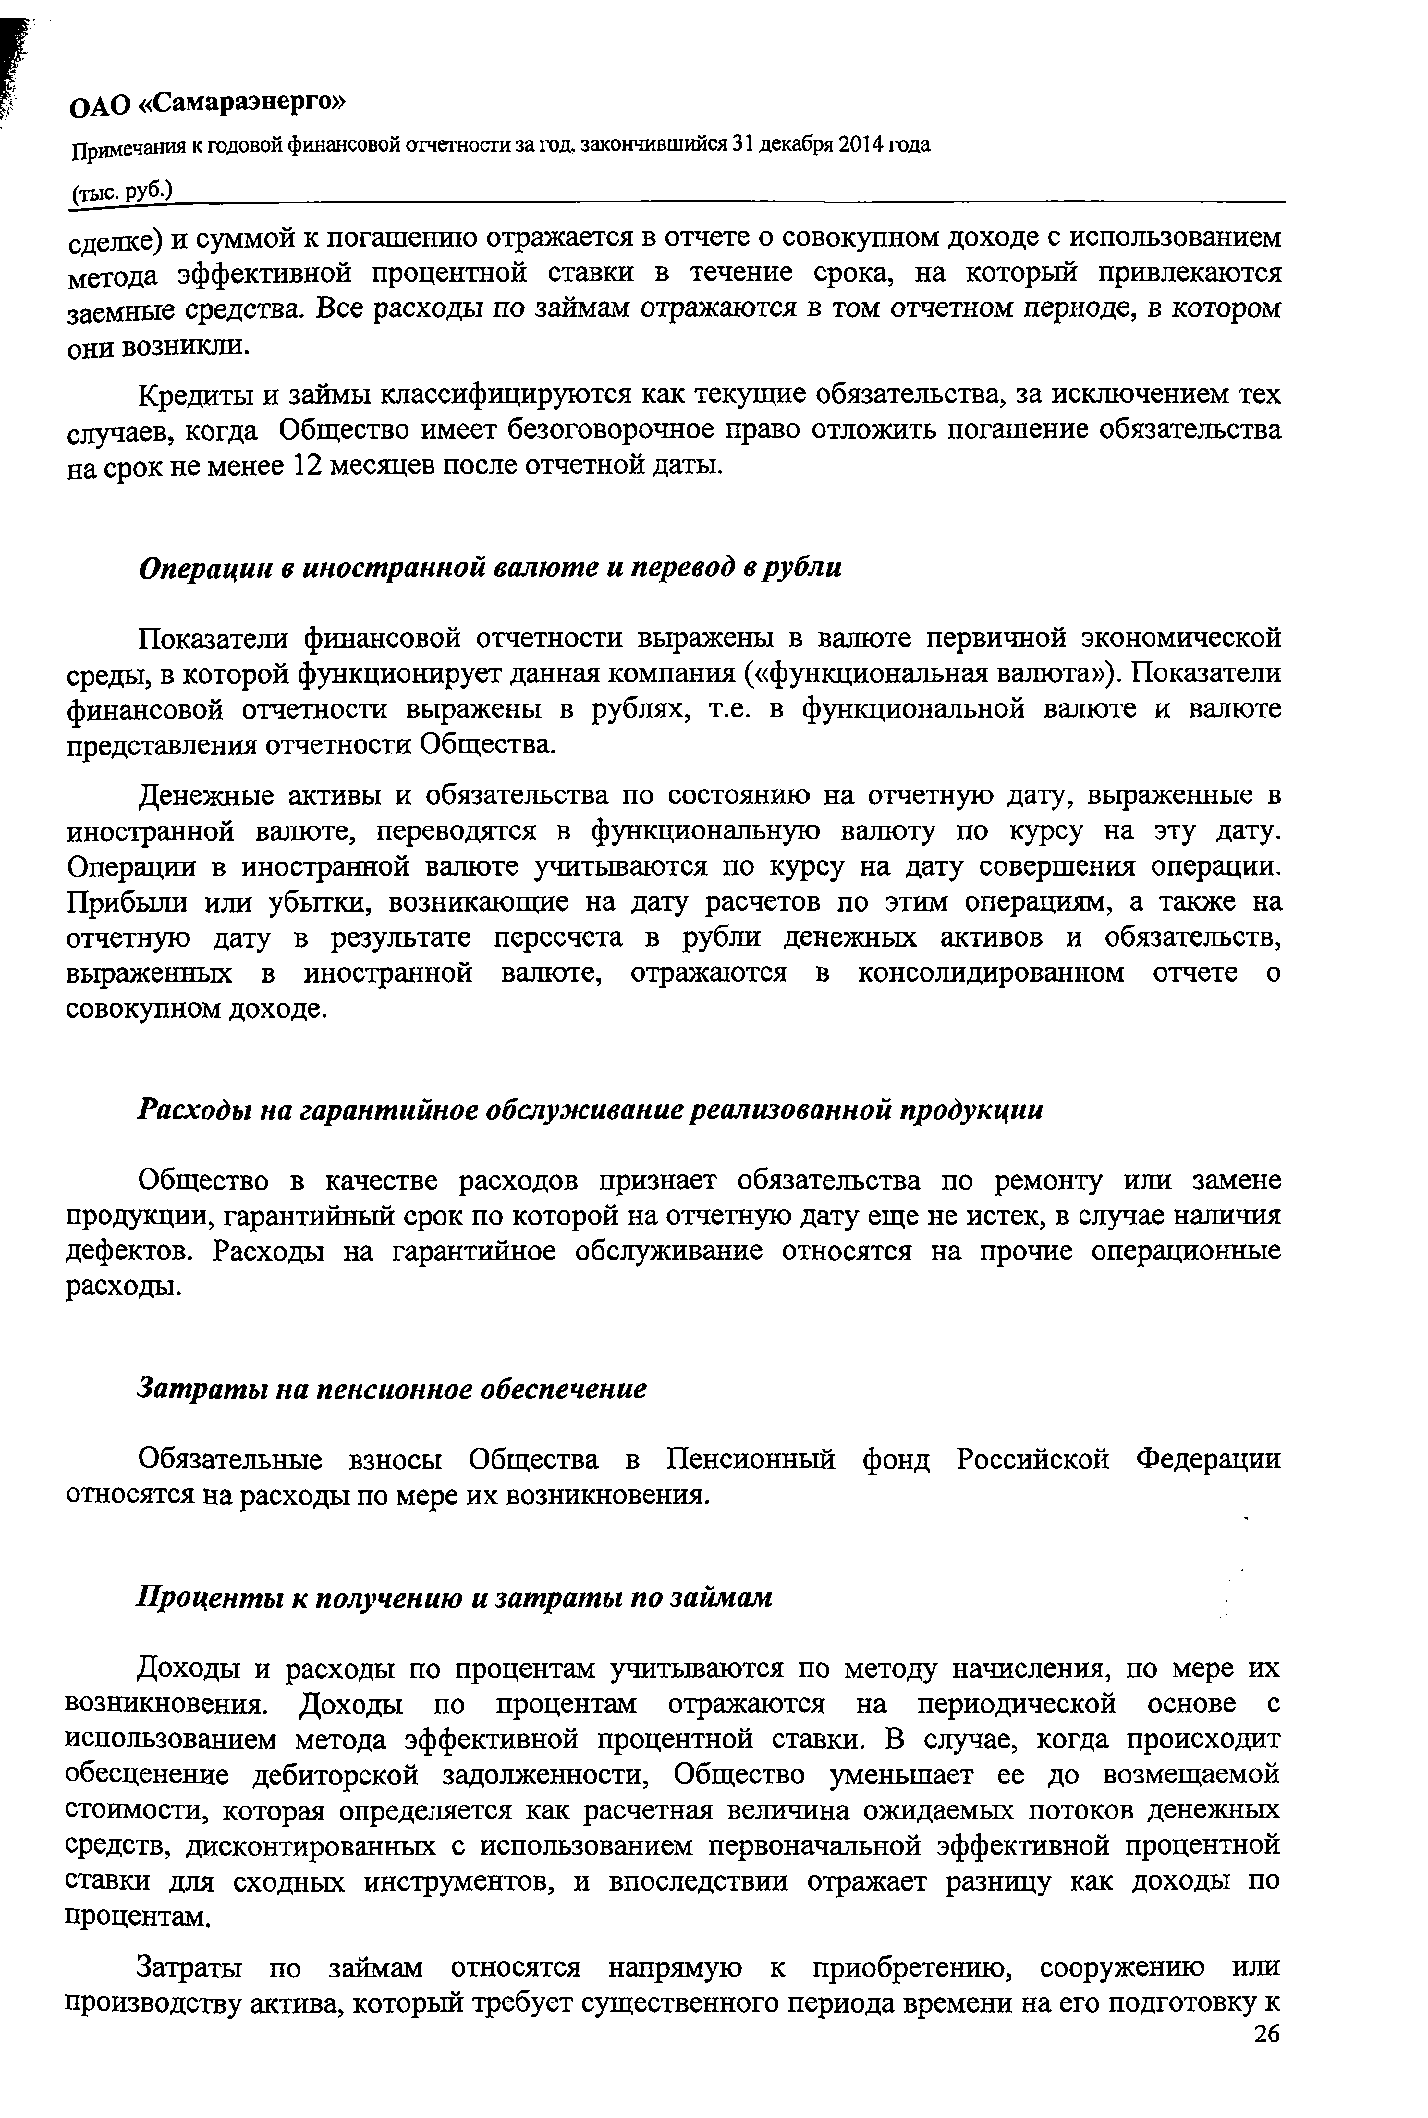 ОАО «Самараэнерго»
Примечания к годовой финансовой отчетности за год, закончившийся 31 декабря 2014 года
(тыс. руб.)
сделке) и суммой к погашению отражается в отчете о совокупном доходе с использованием
метода эффективной процентной ставки в течение срока, на который привлекаются
заемные средства. Все расходы по займам отражаются в том отчетном периоде, в котором
они возникли.
Кредиты и займы классифицируются как текущие обязательства, за исключением тех
случаев, когда Общество имеет безоговорочное право отложить погашение обязательства
на срок не менее 12 месяцев после отчетной даты.
Операции в иностранной валюте и перевод в рубли
Показатели финансовой отчетности выражены в валюте первичной экономической
среды, в которой функционирует данная компания («функциональная валюта»). Показатели
финансовой отчетности выражены в рублях, т.е. в функциональной валюте и валюте
представления отчетности Общества.
Денежные активы и обязательства по состоянию на отчетную дату, выраженные в
иностранной валюте, переводятся в функциональную валюту по курсу на эту дату.
Операции в иностранной валюте учитываются по курсу на дату совершения операции.
Прибыли или убытки, возникающие на дату расчетов по этим операциям, а также на
отчетную дату в результате пересчета в рубли денежных активов и обязательств,
выраженных в иностранной валюте, отражаются в консолидированном отчете о
совокупном доходе.
Расходы на гарантийное обслуживание реализованной продукции
Общество в качестве расходов признает обязательства по ремонту или замене
продукции, гарантийный срок по которой на отчетную дату еще не истек, в случае наличия
дефектов. Расходы на гарантийное обслуживание относятся на прочие операционные
расходы.
Затраты на пенсионное обеспечение
Обязательные взносы Общества в Пенсионный фонд Российской Федерации
относятся на расходы по мере их возникновения.
Проценты к получению и затраты по займам
Доходы и расходы по процентам учитываются по методу начисления, по мере их
возникновения. Доходы по процентам отражаются на периодической основе с
использованием метода эффективной процентной ставки. В случае, когда происходит
обесценение дебиторской задолженности, Общество уменьшает ее до возмещаемой
стоимости, которая определяется как расчетная величина ожидаемых потоков денежных
средств, дисконтированных с использованием первоначальной эффективной процентной
ставки для сходных инструментов, и впоследствии отражает разницу как доходы по
процентам.
Затраты по займам относятся напрямую к приобретению, сооружению или
производству актива, который требует существенного периода времени на его подготовку к
26